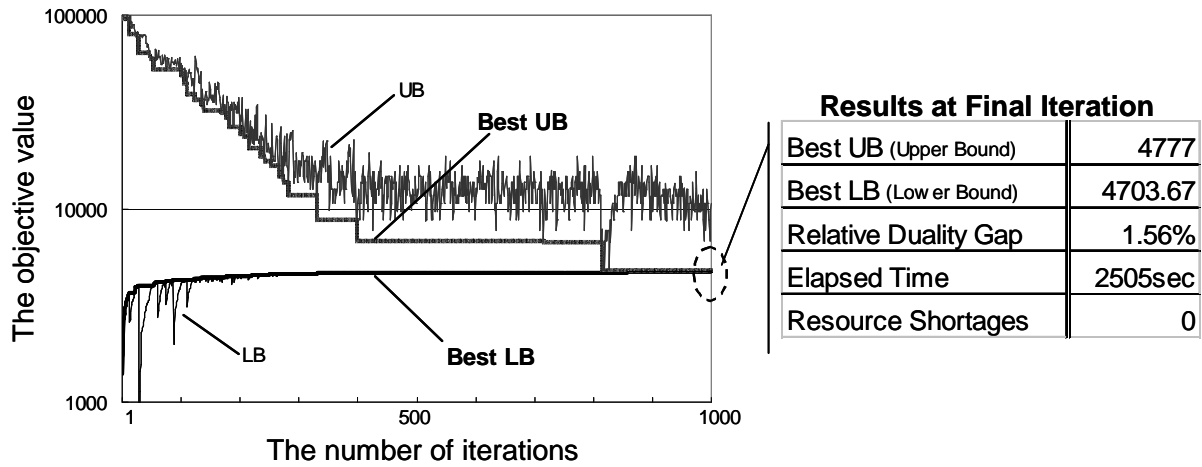 100000
10000
1000
The objective value
UB
Best UB
LB
Best LB
1
500
1000
The number of iterations
Results at Final Iteration
Best UB (Upper Bound) 4777
Best LB (Lower Bound) 4703.67
Relative Duality Gap 1.56%
Elapsed Time 2505sec
Resource Shortages 0